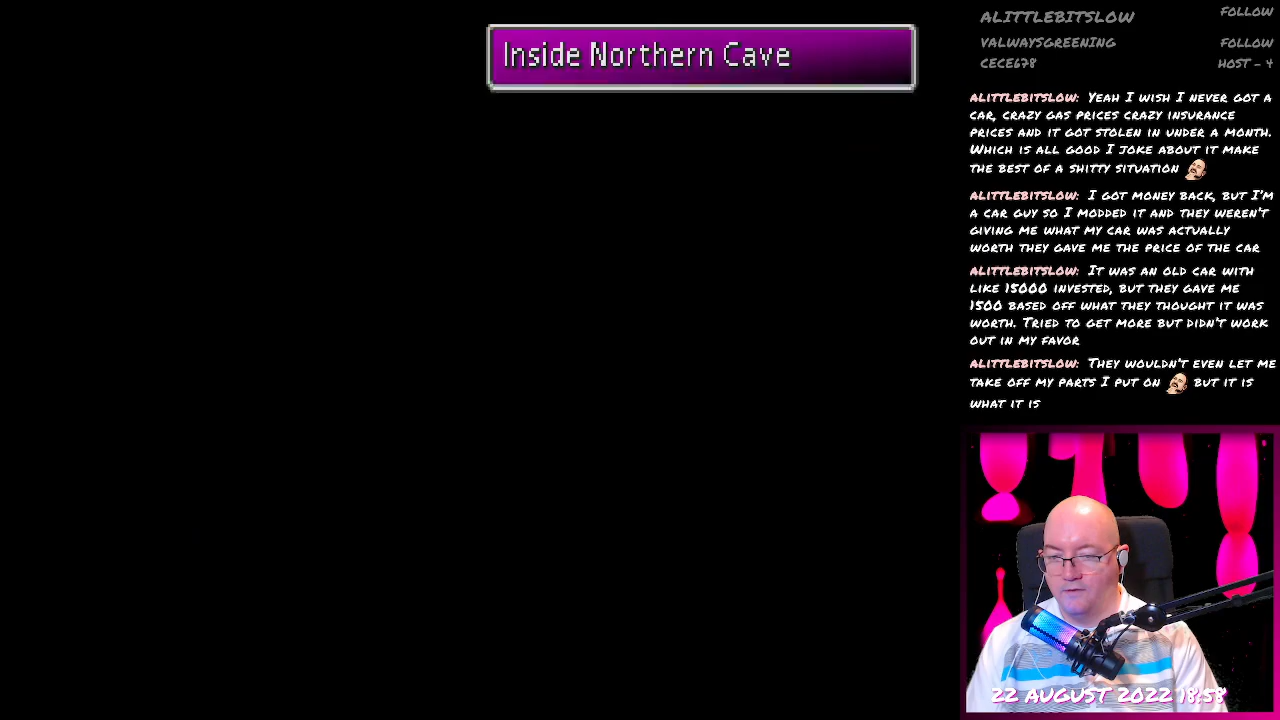 Inside Northern Cave
ALITTLEBITSLOW FOLLOW
VALWAYSGREENING FOLLOW
CECE678 HOST - 4
ALITTLEBITSLOW: YEAH I WISH I NEVER GOT A
CAR, CRAZY GAS PRICES CRAZY INSURANCE
PRICES AND IT GOT STOLEN IN UNDER A MONTH.
WHICH IS ALL GOOD I JOKE ABOUT IT MAKE
THE BEST OF A SHITTY SITUATION
ALITTLEBITSLOW: I GOT MONEY BACK, BUT I'M
A CAR GUY SO I MODDED IT AND THEY WEREN'T
GIVING ME WHAT MY CAR WAS ACTUALLY
WORTH THEY GAVE ME THE PRICE OF THE CAR
ALITTLEBITSLOW: IT WAS AN OLD CAR WITH
LIKE 15000 INVESTED, BUT THEY GAVE ME
1500 BASED OFF WHAT THEY THOUGHT IT WAS
WORTH. TRIED TO GET MORE BUT DIDN'T WORK
OUT IN MY FAVOR
ALITTLEBITSLOW: THEY WOULDN'T EVEN LET ME
TAKE OFF MY PARTS I PUT ON BUT IT IS
WHAT IT IS
22 AUGUST 2022 18:58